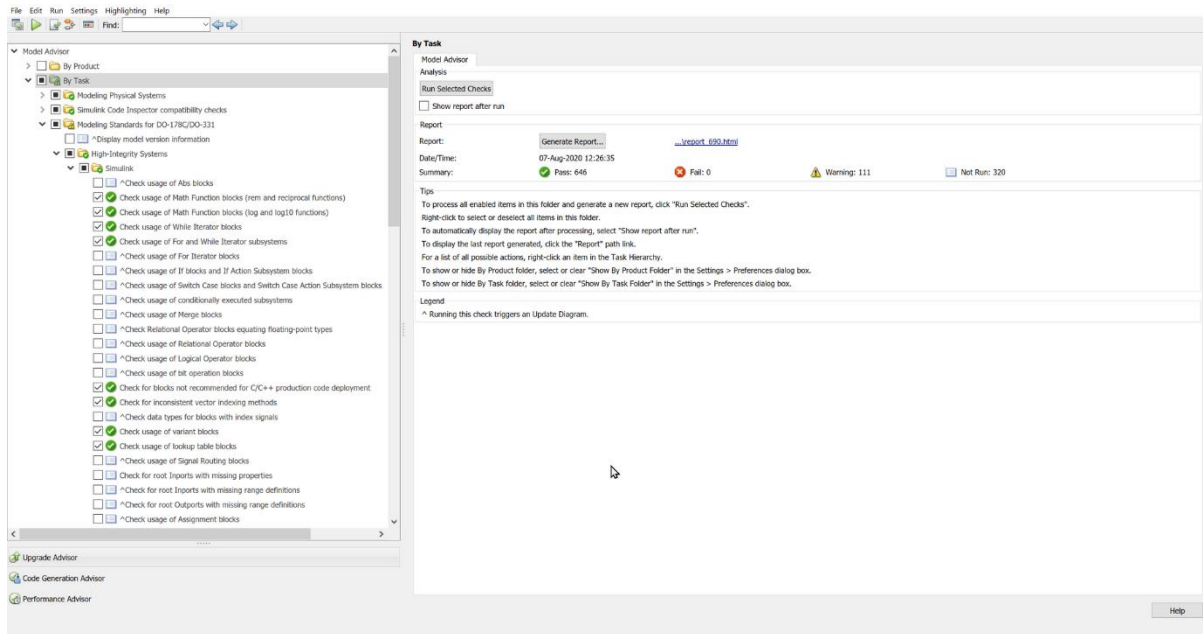 File Edit Run Settings Highlighting Help
Find:
Model Advisor
By Product
By Task
Modeling Physical Systems
Simulink Code Inspector compatibility checks
Modeling Standards for DO-178C/DO-331
^Display model version information
High-Integrity Systems
Simulink
^Check usage of Abs blocks
Check usage of Math Function blocks (rem and reciprocal functions)
Check usage of Math Function blocks (log and log10 functions)
Check usage of While Iterator blocks
Check usage of For and While Iterator subsystems
^Check usage of For Iterator blocks
^Check usage of If blocks and If Action Subsystem blocks
^Check usage of Switch Case blocks and Switch Case Action Subsystem blocks
^Check usage of conditionally executed subsystems
^Check usage of Merge blocks
^Check Relational Operator blocks equating floating-point types
^Check usage of Relational Operator blocks
^Check usage of Logical Operator blocks
^Check usage of bit operation blocks
Check for blocks not recommended for C/C++ production code deployment
Check for inconsistent vector indexing methods
^Check data types for blocks with index signals
Check usage of variant blocks
Check usage of lookup table blocks
^Check usage of Signal Routing blocks
Check for root Inports with missing properties
^Check for root Inports with missing range definitions
^Check for root Outports with missing range definitions
^Check usage of Assignment blocks
Upgrade Advisor
Code Generation Advisor
Performance Advisor
By Task
Model Advisor
Analysis
Run Selected Checks
Show report after run
Report
Report: Generate Report... ...\report_690.html
Date/Time: 07-Aug-2020 12:26:35
Summary: Pass: 646 Fail: 0 Warning: 111 Not Run: 320
Tips
To process all enabled items in this folder and generate a new report, click "Run Selected Checks".
Right-click to select or deselect all items in this folder.
To automatically display the report after processing, select "Show report after run".
To display the last report generated, click the "Report" path link.
For a list of all possible actions, right-click an item in the Task Hierarchy.
To show or hide By Product folder, select or clear "Show By Product Folder" in the Settings > Preferences dialog box.
To show or hide By Task folder, select or clear "Show By Task Folder" in the Settings > Preferences dialog box.
Legend
^ Running this check triggers an Update Diagram.
Help